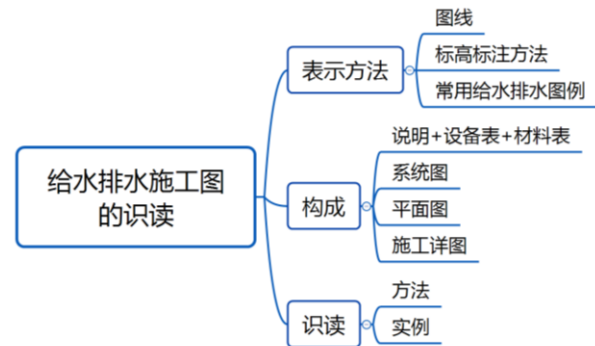 给水排水施工图
的识读
表示方法
图线
标高标注方法
常用给水排水图例
构成
说明+设备表+材料表
系统图
平面图
施工详图
识读
方法
实例